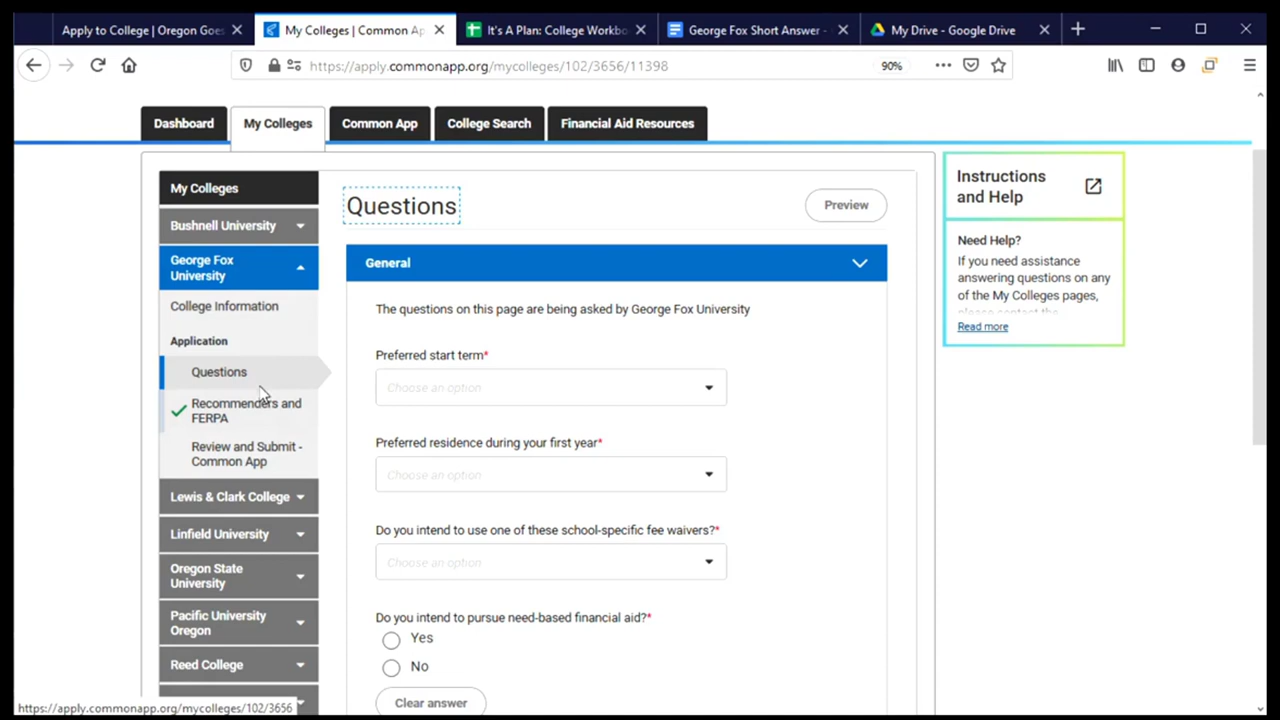 Apply to College | Oregon Goes
My Colleges | Common Ap
It's A Plan: College Workbo
George Fox Short Answer -
My Drive - Google Drive
https://apply.commonapp.org/mycolleges/102/3656/11398
90%
Dashboard
My Colleges
Common App
College Search
Financial Aid Resources
My Colleges
Bushnell University
George Fox
University
College Information
Application
Questions
Recommenders and
FERPA
Review and Submit -
Common App
Lewis & Clark College
Linfield University
Oregon State
University
Pacific University
Oregon
Reed College
Questions
Preview
General
The questions on this page are being asked by George Fox University
Preferred start term*
Choose an option
Preferred residence during your first year*
Choose an option
Do you intend to use one of these school-specific fee waivers?*
Choose an option
Do you intend to pursue need-based financial aid?*
Yes
No
Clear answer
Instructions
and Help
Need Help?
If you need assistance
answering questions on any
of the My Colleges pages,
please contact the
Read more
https://apply.commonapp.org/mycolleges/102/3656